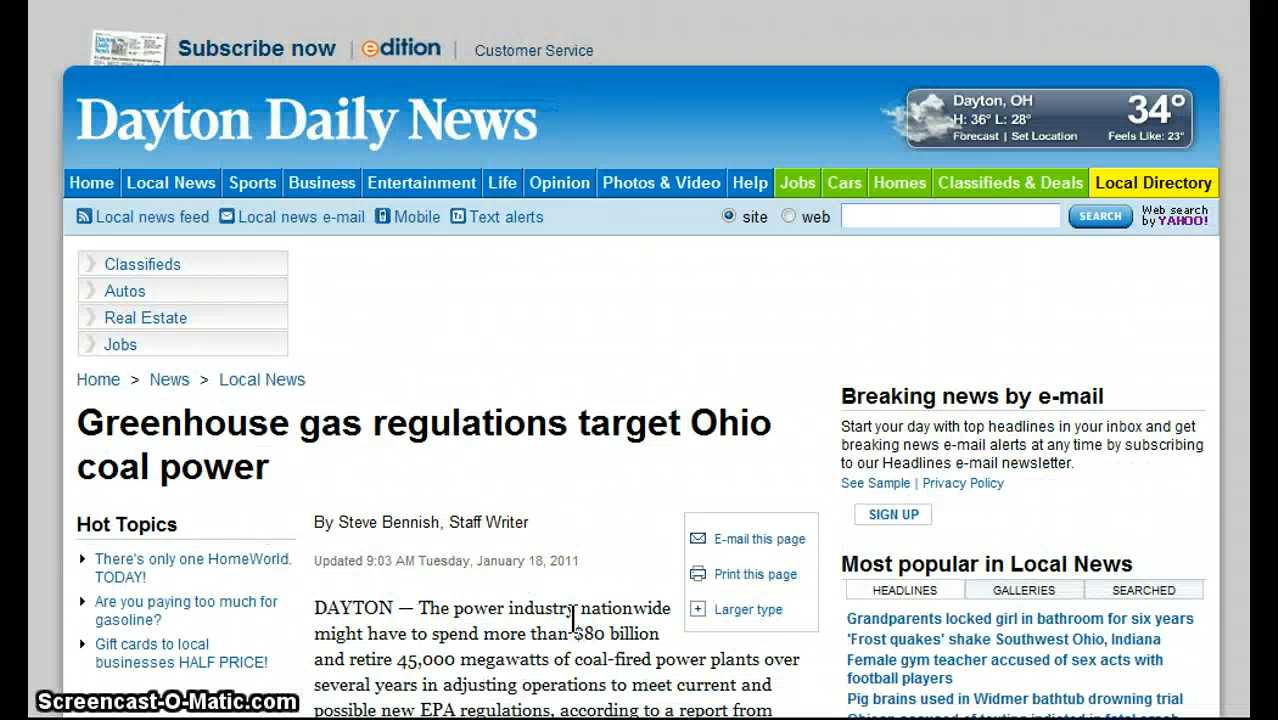 Subscribe now | edition | Customer Service
Dayton Daily News
Dayton, OH
H: 36° L: 28°
Forecast | Set Location
34°
Feels Like: 23°
Home Local News Sports Business Entertainment Life Opinion Photos & Video Help Jobs Cars Homes Classifieds & Deals Local Directory
Local news feed Local news e-mail Mobile Text alerts site web SEARCH Web search
by YAHOO!
Classifieds
Autos
Real Estate
Jobs
Home > News > Local News
Greenhouse gas regulations target Ohio
coal power
Hot Topics
There's only one HomeWorld.
TODAY!
Are you paying too much for
gasoline?
Gift cards to local
businesses HALF PRICE!
By Steve Bennish, Staff Writer
Updated 9:03 AM Tuesday, January 18, 2011
E-mail this page
Print this page
Larger type
DAYTON — The power industry nationwide
might have to spend more than $80 billion
and retire 45,000 megawatts of coal-fired power plants over
several years in adjusting operations to meet current and
possible new EPA regulations, according to a report from
Breaking news by e-mail
Start your day with top headlines in your inbox and get
breaking news e-mail alerts at any time by subscribing
to our Headlines e-mail newsletter.
See Sample | Privacy Policy
SIGN UP
Most popular in Local News
HEADLINES GALLERIES SEARCHED
Grandparents locked girl in bathroom for six years
'Frost quakes' shake Southwest Ohio, Indiana
Female gym teacher accused of sex acts with
football players
Pig brains used in Widmer bathtub drowning trial
Screencast-O-Matic.com